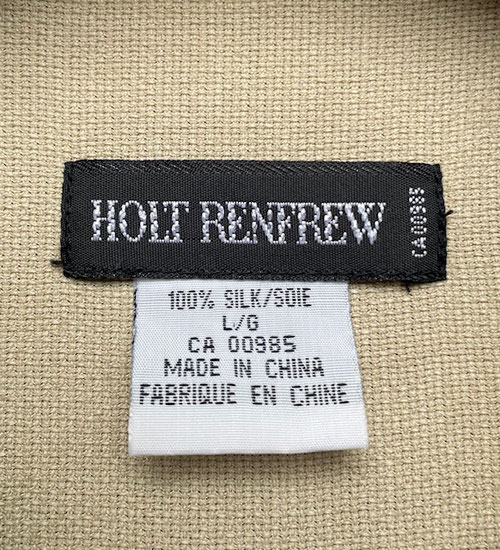 HOLT RENFREW
CA 00985
100% SILK/SOIE
L/G
CA 00985
MADE IN CHINA
FABRIQUE EN CHINE